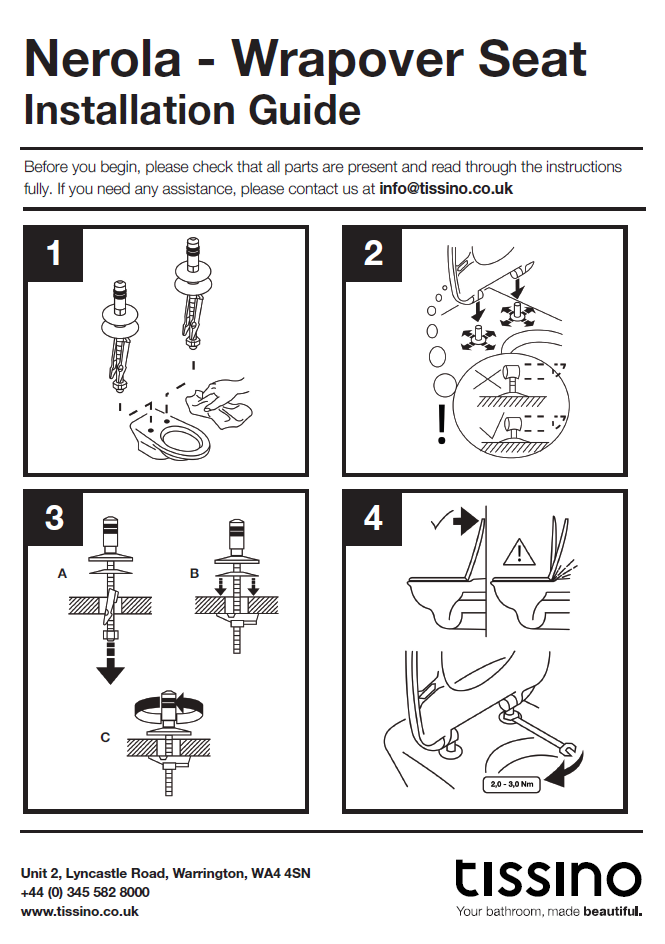 Nerola - Wrapover Seat
Installation Guide
Before you begin, please check that all parts are present and read through the instructions
fully. If you need any assistance, please contact us at info@tissino.co.uk
1
2
!
3
A
B
C
4
!
2,0 - 3,0 Nm
Unit 2, Lyncastle Road, Warrington, WA4 4SN
+44 (0) 345 582 8000
www.tissino.co.uk
tissino
Your bathroom, made beautiful.